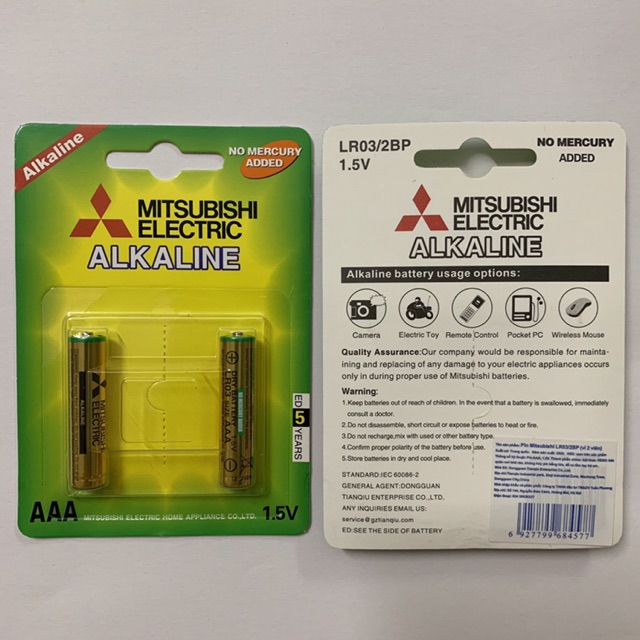 Alkaline
NO MERCURY
ADDED
MITSUBISHI
ELECTRIC
ALKALINE
MITSUBISHI
ELECTRIC
ALKALINE
LR03
AAA
ED 5 YEARS
AAA MITSUBISHI ELECTRIC HOME APPLIANCE CO.,LTD. 1.5V
LR03/2BP
1.5V
NO MERCURY
ADDED
MITSUBISHI
ELECTRIC
ALKALINE
Alkaline battery usage options:
Camera Electric Toy Remote Control Pocket PC Wireless Mouse
Quality Assurance:Our company would be responsible for mainta-
ining and replacing of any damage to your electric appliances occurs
only in during proper use of Mitsubishi batteries.
Warning:
1.Keep batteries out of reach of children. In the event that a battery is swallowed, immediately
consult a doctor.
2.Do not disassemble, short circuit or expose batteries to heat or fire.
3.Do not recharge,mix with used or other battery type.
4.Confirm proper polarity of the battery before use.
5.Store batteries in dry and cool place.
STANDARD:IEC 60086-2
GENERAL AGENT:DONGGUAN
TIANQIU ENTERPRISE CO.,LTD
ANY INQUIRIES EMAIL US:
service@gztianqiu.com
ED:SEE THE SIDE OF BATTERY
6 927799 684577